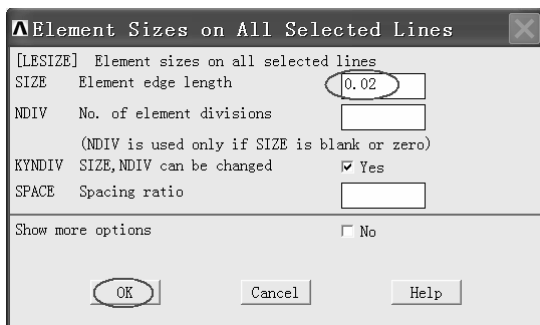 Element Sizes on All Selected Lines
[LESIZE] Element sizes on all selected lines
SIZE Element edge length 0.02
NDIV No. of element divisions
(NDIV is used only if SIZE is blank or zero)
KYNDIV SIZE,NDIV can be changed Yes
SPACE Spacing ratio
Show more options No
OK Cancel Help